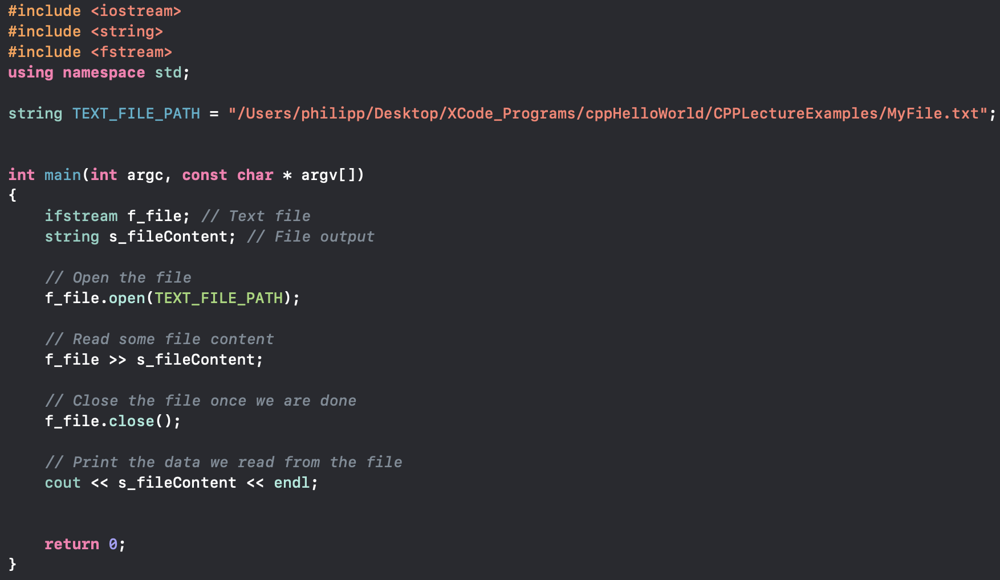 #include <iostream>
#include <string>
#include <fstream>
using namespace std;
string TEXT_FILE_PATH = "/Users/philipp/Desktop/XCode_Programs/cppHelloWorld/CPPLectureExamples/MyFile.txt";
int main(int argc, const char * argv[])
{
    ifstream f_file; // Text file
    string s_fileContent; // File output
    // Open the file
    f_file.open(TEXT_FILE_PATH);
    // Read some file content
    f_file >> s_fileContent;
    // Close the file once we are done
    f_file.close();
    // Print the data we read from the file
    cout << s_fileContent << endl;
    return 0;
}